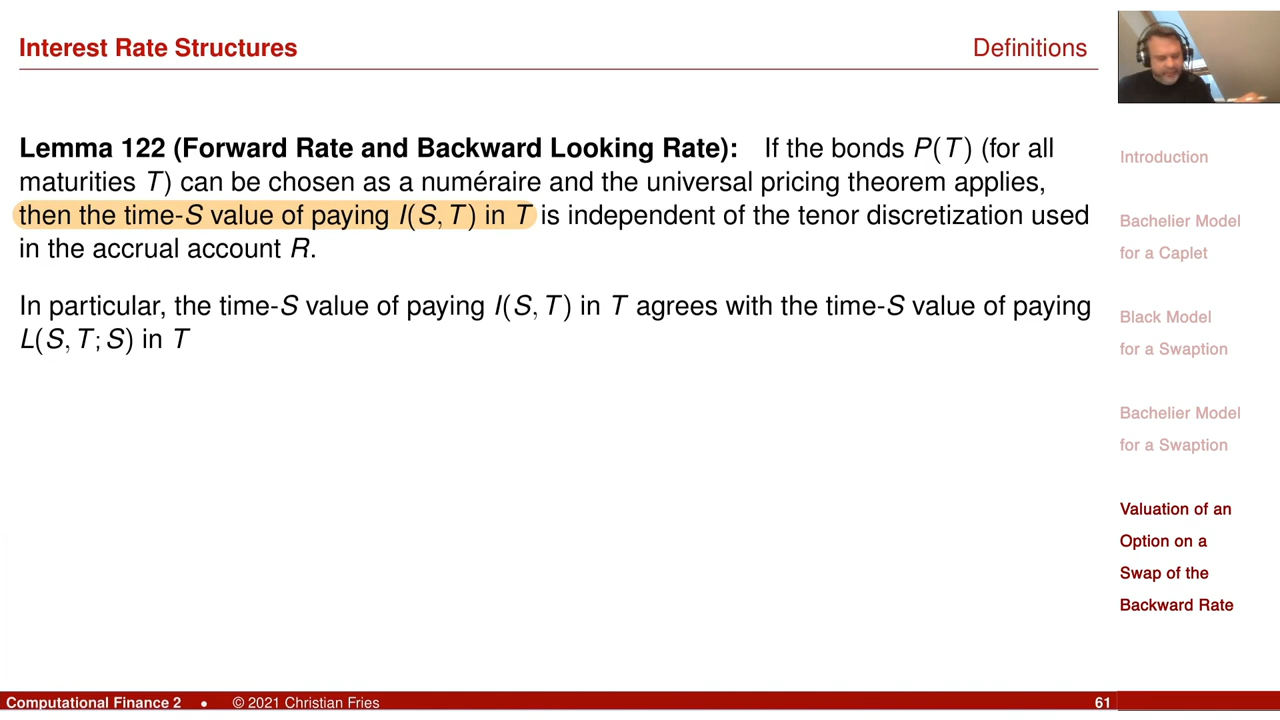 Interest Rate Structures
Definitions
Lemma 122 (Forward Rate and Backward Looking Rate): If the bonds P(T) (for all
maturities T) can be chosen as a numéraire and the universal pricing theorem applies,
then the time-S value of paying I(S, T) in T is independent of the tenor discretization used
in the accrual account R.
In particular, the time-S value of paying I(S, T) in T agrees with the time-S value of paying
L(S, T; S) in T
Introduction
Bachelier Model
for a Caplet
Black Model
for a Swaption
Bachelier Model
for a Swaption
Valuation of an
Option on a
Swap of the
Backward Rate
Computational Finance 2 • © 2021 Christian Fries
61